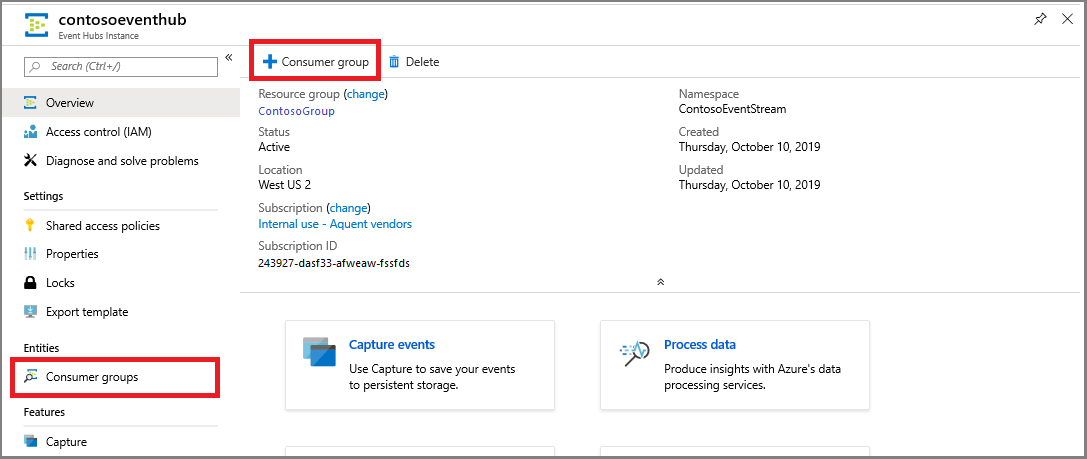 contosoeventhub
Event Hubs Instance
Search (Ctrl+/)
«
Overview
Access control (IAM)
Diagnose and solve problems
Settings
Shared access policies
Properties
Locks
Export template
Entities
Consumer groups
Features
Capture
Consumer group
Delete
Resource group (change)
ContosoGroup
Status
Active
Location
West US 2
Subscription (change)
Internal use - Aquent vendors
Subscription ID
243927-dasf33-afweaw-fssfds
Namespace
ContosoEventStream
Created
Thursday, October 10, 2019
Updated
Thursday, October 10, 2019
Capture events
Use Capture to save your events
to persistent storage.
Process data
Produce insights with Azure's data
processing services.